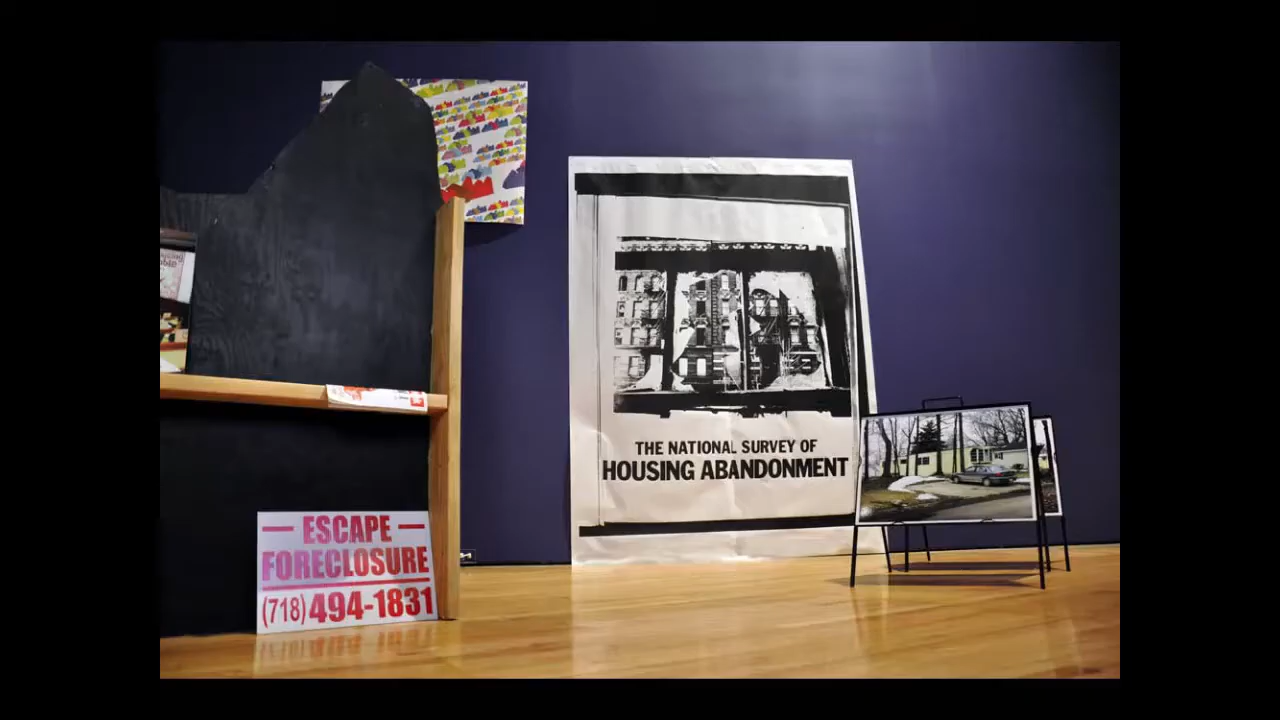 THE NATIONAL SURVEY OF
HOUSING ABANDONMENT
ESCAPE
FORECLOSURE
(718) 494-1831